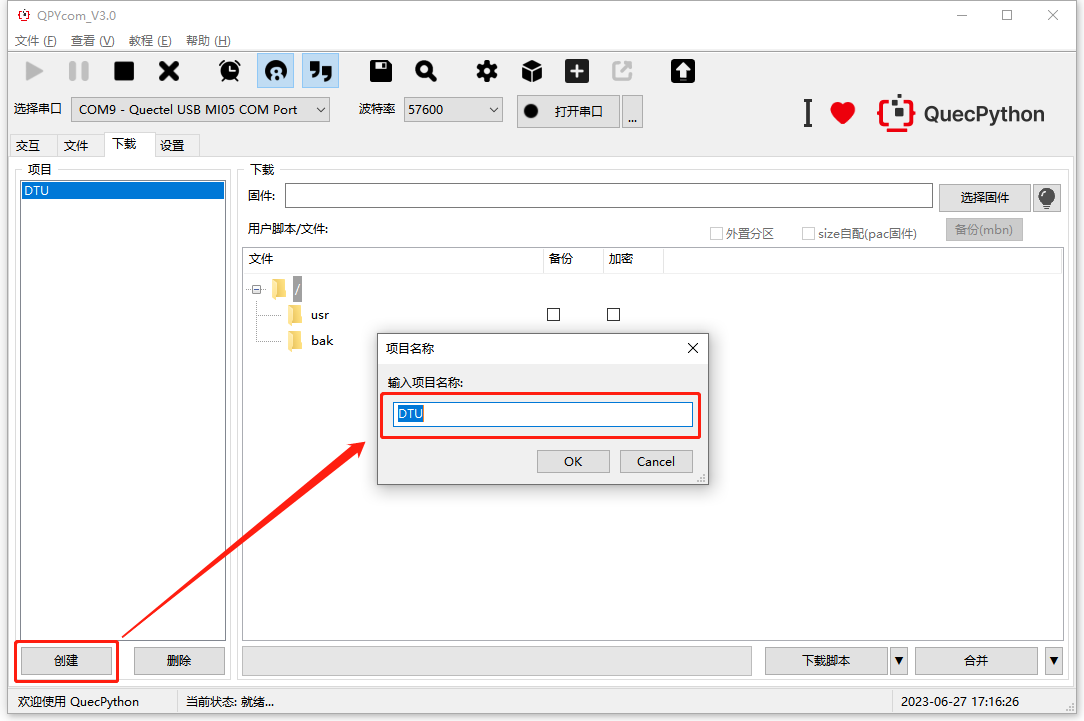 QPYcom_V3.0
文件 (F) 查看 (V) 教程 (E) 帮助 (H)
选择串口 COM9 - Quectel USB MI05 COM Port 波特率 57600 打开串口 ... I QuecPython
交互 文件 下载 设置
项目 下载
DTU
固件: 选择固件
用户脚本/文件: 外置分区 size自配(pac固件) 备份(mbn)
文件 备份 加密
/
usr
bak
项目名称
输入项目名称:
DTU
OK Cancel
创建 删除 下载脚本 合并
欢迎使用 QuecPython 当前状态: 就绪... 2023-06-27 17:16:26